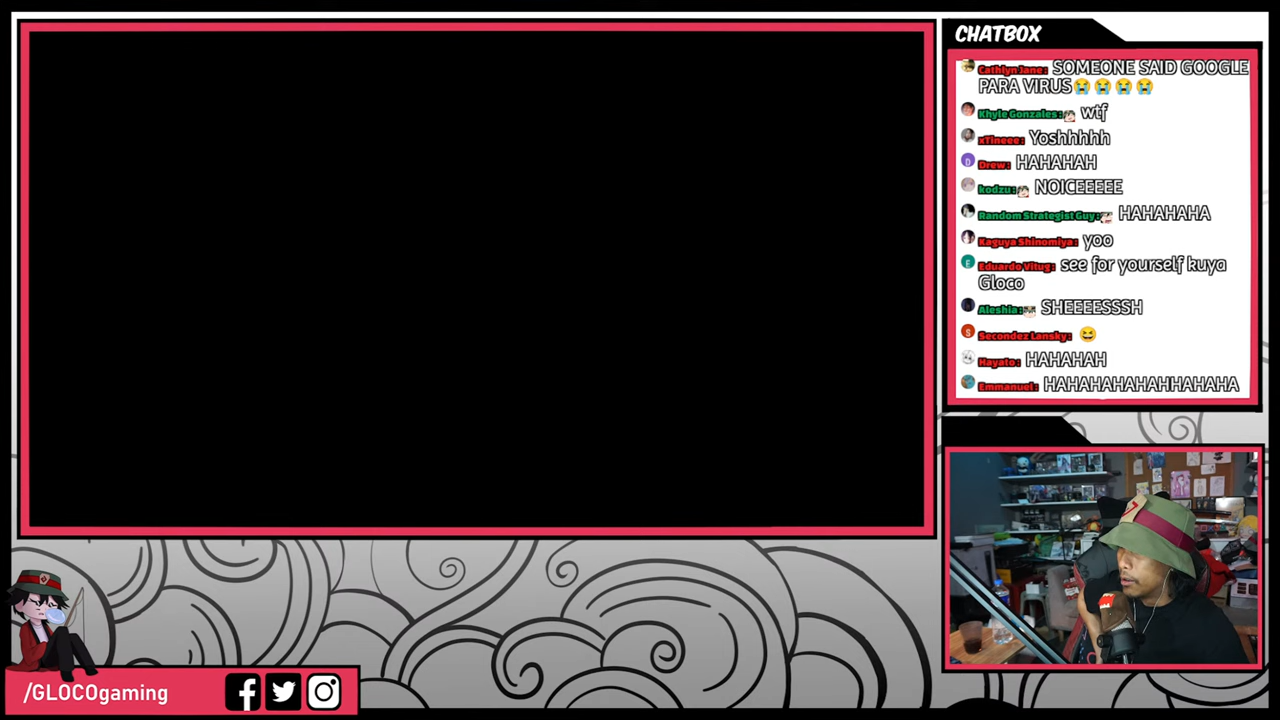 CHATBOX
Cathlyn Jane: SOMEONE SAID GOOGLE
PARA VIRUS😭😭😭😭
Khyle Gonzales: wtf
xTineee: Yoshhhhh
Drew: HAHAHAH
kodzu: NOICEEEEE
Random Strategist Guy: HAHAHAHA
Kaguya Shinomiya: yoo
Eduardo Vitug: see for yourself kuya
Gloco
Aleshia: SHEEEESSSH
Secondez Lansky: 😆
Hayato: HAHAHAH
Emmanuel: HAHAHAHAHAHHAHAHA
/GLOCOgaming